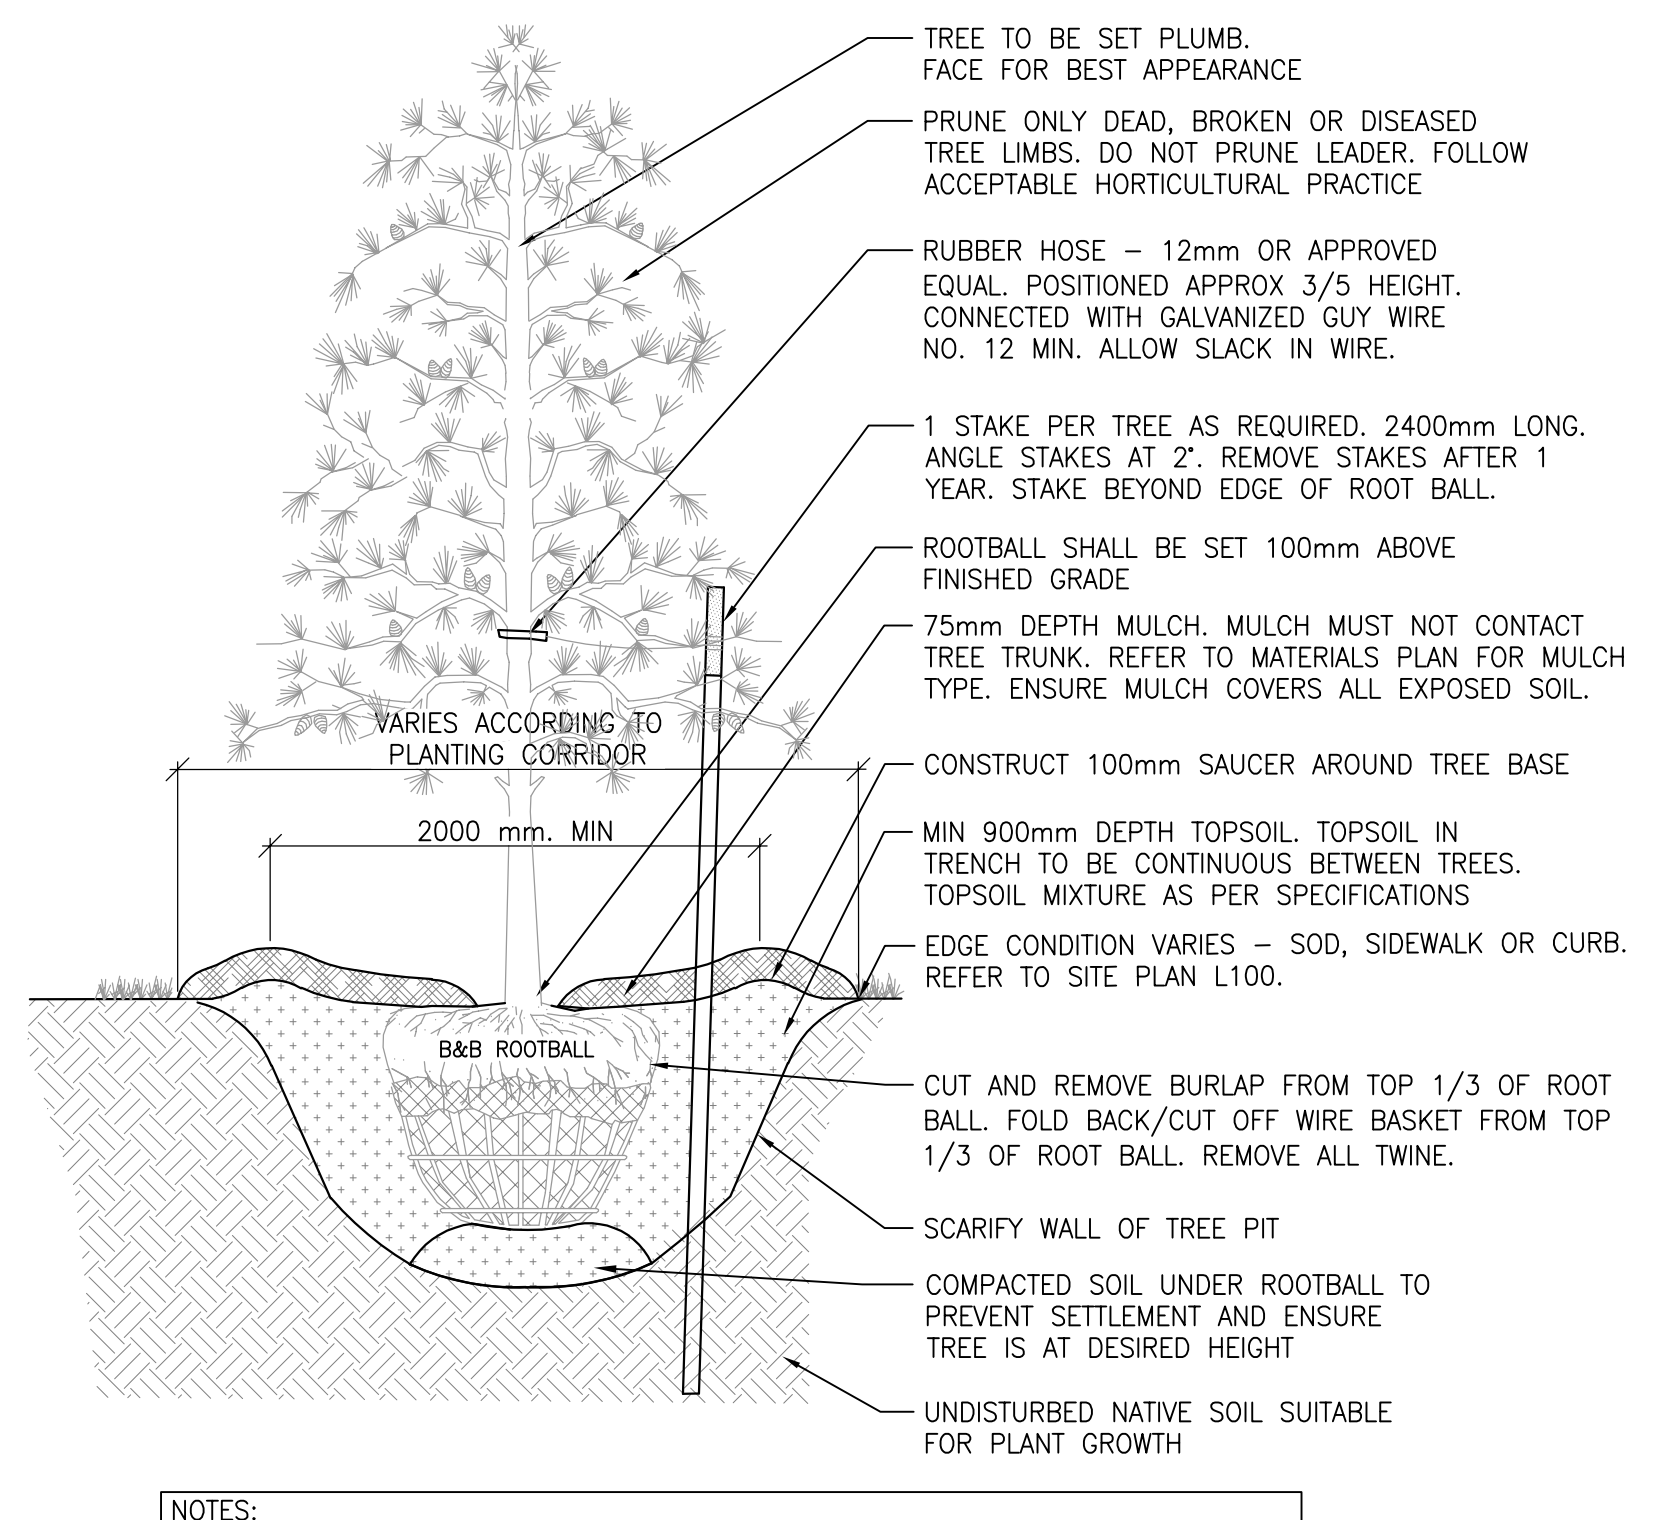 TREE TO BE SET PLUMB.
FACE FOR BEST APPEARANCE
PRUNE ONLY DEAD, BROKEN OR DISEASED
TREE LIMBS. DO NOT PRUNE LEADER. FOLLOW
ACCEPTABLE HORTICULTURAL PRACTICE
RUBBER HOSE – 12mm OR APPROVED
EQUAL. POSITIONED APPROX 3/5 HEIGHT.
CONNECTED WITH GALVANIZED GUY WIRE
NO. 12 MIN. ALLOW SLACK IN WIRE.
1 STAKE PER TREE AS REQUIRED. 2400mm LONG.
ANGLE STAKES AT 2°. REMOVE STAKES AFTER 1
YEAR. STAKE BEYOND EDGE OF ROOT BALL.
ROOTBALL SHALL BE SET 100mm ABOVE
FINISHED GRADE
75mm DEPTH MULCH. MULCH MUST NOT CONTACT
TREE TRUNK. REFER TO MATERIALS PLAN FOR MULCH
TYPE. ENSURE MULCH COVERS ALL EXPOSED SOIL.
VARIES ACCORDING TO
PLANTING CORRIDOR
CONSTRUCT 100mm SAUCER AROUND TREE BASE
2000 mm. MIN
MIN 900mm DEPTH TOPSOIL. TOPSOIL IN
TRENCH TO BE CONTINUOUS BETWEEN TREES.
TOPSOIL MIXTURE AS PER SPECIFICATIONS
EDGE CONDITION VARIES – SOD, SIDEWALK OR CURB.
REFER TO SITE PLAN L100.
B&B ROOTBALL
CUT AND REMOVE BURLAP FROM TOP 1/3 OF ROOT
BALL. FOLD BACK/CUT OFF WIRE BASKET FROM TOP
1/3 OF ROOT BALL. REMOVE ALL TWINE.
SCARIFY WALL OF TREE PIT
COMPACTED SOIL UNDER ROOTBALL TO
PREVENT SETTLEMENT AND ENSURE
TREE IS AT DESIRED HEIGHT
UNDISTURBED NATIVE SOIL SUITABLE
FOR PLANT GROWTH
NOTES: